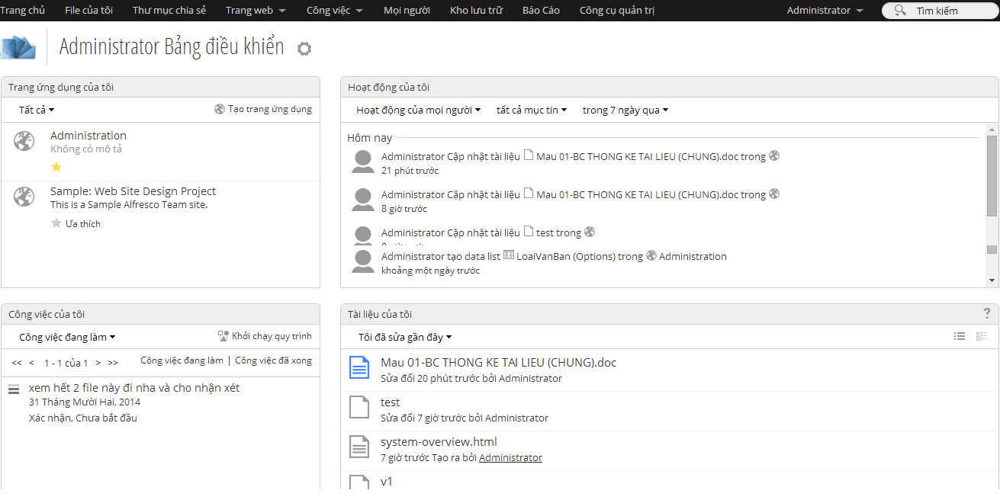 Trang chủ File của tôi Thư mục chia sẻ Trang web Công việc Mọi người Kho lưu trữ Báo Cáo Công cụ quản trị Administrator Tìm kiếm
Administrator Bảng điều khiển
Trang ứng dụng của tôi
Tất cả Tạo trang ứng dụng
Administration
Không có mô tả
Sample: Web Site Design Project
This is a Sample Alfresco Team site.
Ưa thích
Hoạt động của tôi
Hoạt động của mọi người tất cả mục tin trong 7 ngày qua
Hôm nay
Administrator Cập nhật tài liệu Mau 01-BC THONG KE TAI LIEU (CHUNG).doc trong
21 phút trước
Administrator Cập nhật tài liệu Mau 01-BC THONG KE TAI LIEU (CHUNG).doc trong
8 giờ trước
Administrator Cập nhật tài liệu test trong
Administrator tạo data list LoaiVanBan (Options) trong Administration
khoảng một ngày trước
Công việc của tôi
Công việc đang làm Khởi chạy quy trình
<< < 1 - 1 của 1 > >> Công việc đang làm | Công việc đã xong
xem hết 2 file này đi nha và cho nhận xét
31 Tháng Mười Hai, 2014
Xác nhận, Chưa bắt đầu
Tài liệu của tôi ?
Tôi đã sửa gần đây
Mau 01-BC THONG KE TAI LIEU (CHUNG).doc
Sửa đổi 20 phút trước bởi Administrator
test
Sửa đổi 7 giờ trước bởi Administrator
system-overview.html
7 giờ trước Tạo ra bởi Administrator
v1